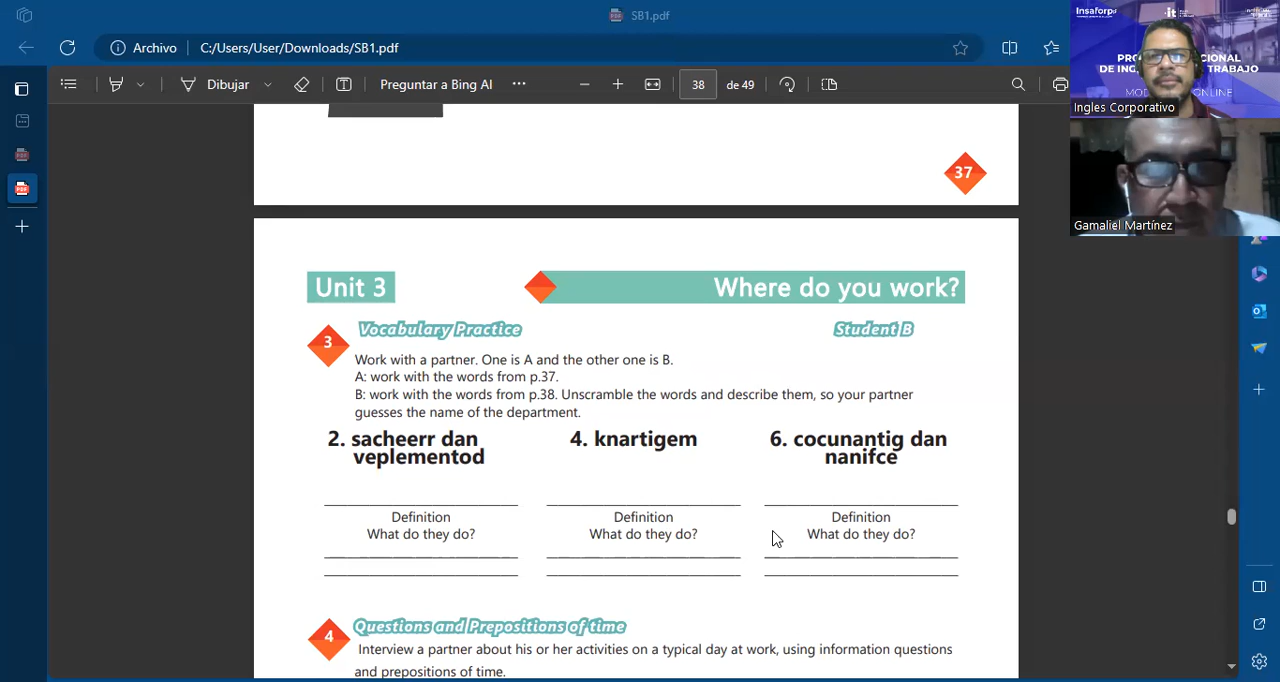 SB1.pdf
Archivo
C:/Users/User/Downloads/SB1.pdf
Dibujar
Preguntar a Bing AI
38
de 49
Insaforp
.it
DE INGLÉS
TRABAJO
ONLINE
Ingles Corporativo
Gamaliel Martínez
37
Unit 3
Where do you work?
3
Vocabulary Practice
Student B
Work with a partner. One is A and the other one is B.
A: work with the words from p.37.
B: work with the words from p.38. Unscramble the words and describe them, so your partner
guesses the name of the department.
2. sacheerr dan
veplementod
4. knartigem
6. cocunantig dan
nanifce
Definition
What do they do?
Definition
What do they do?
Definition
What do they do?
4
Questions and Prepositions of time
Interview a partner about his or her activities on a typical day at work, using information questions
and prepositions of time.